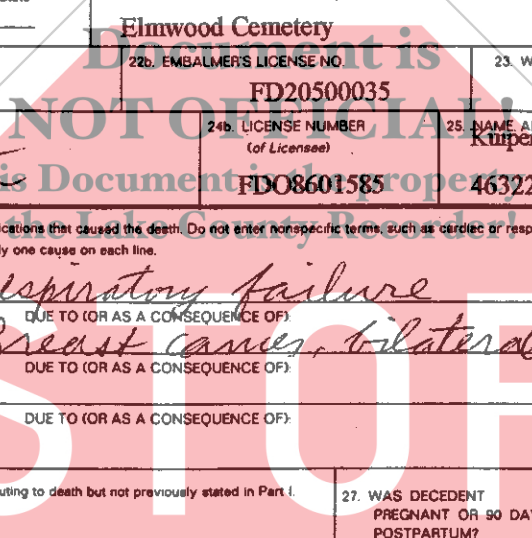 Elmwood Cemetery
Document is
22b. EMBALMER'S LICENSE NO.
23. W
FD20500035
NOT OFFICIAL!
24b. LICENSE NUMBER
(of Licensee)
25. NAME, A
Kuiper
is Document is the property
FDO8601585
46322
the Lake County Recorder!
ications that caused the death. Do not enter nonspecific terms, such as cardiac or resp
ly one cause on each line.
espiratory failure
DUE TO (OR AS A CONSEQUENCE OF):
Breast cancer, bilateral
DUE TO (OR AS A CONSEQUENCE OF):
DUE TO (OR AS A CONSEQUENCE OF):
STOP
uting to death but not previously stated in Part I.
27. WAS DECEDENT
PREGNANT OR 90 DAY
POSTPARTUM?